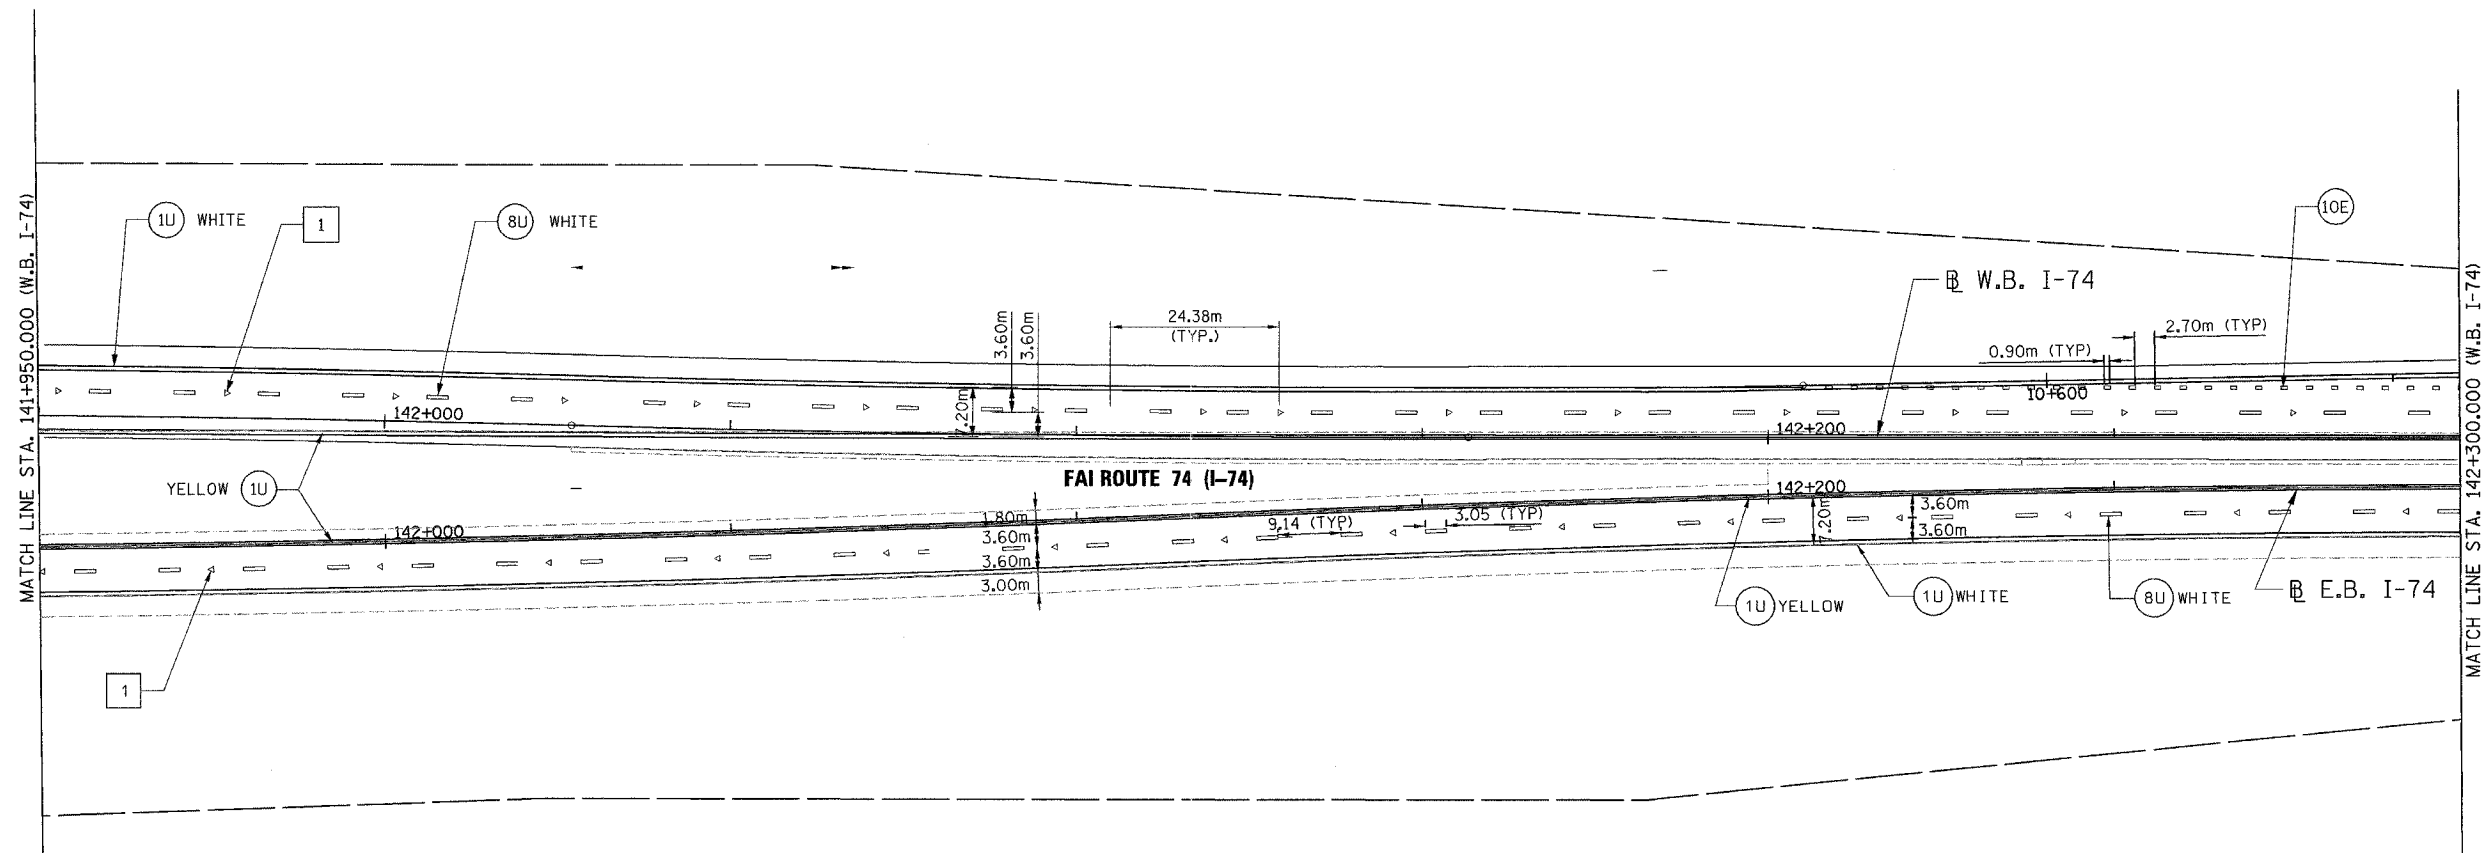 MATCH LINE STA. 141+950.000 (W.B. I-74)
1U WHITE
1
8U WHITE
10E
B̵L W.B. I-74
24.38m
(TYP.)
3.60m
3.60m
2.70m (TYP)
0.90m (TYP)
7.20m
10+600
142+000
142+200
YELLOW 1U
FAI ROUTE 74 (I-74)
142+200
142+000
1.80m
3.60m
3.60m
3.00m
9.14 (TYP)
3.05 (TYP)
7.20m
3.60m
3.60m
1U YELLOW
1U WHITE
8U WHITE
B̵L E.B. I-74
1
MATCH LINE STA. 142+300.000 (W.B. I-74)